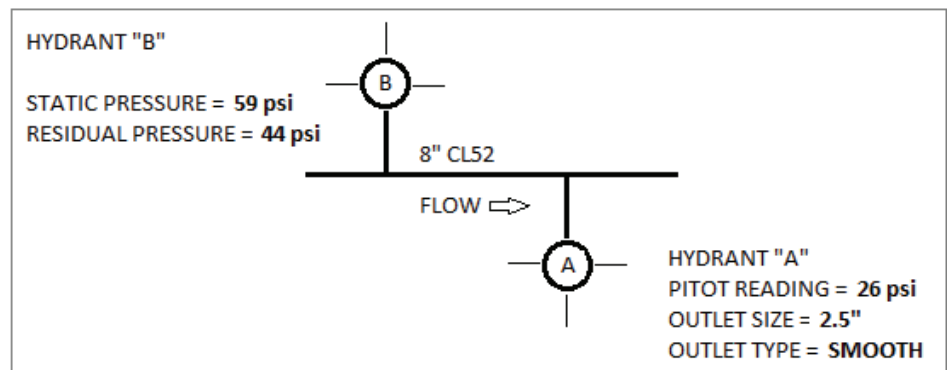 HYDRANT "B"
STATIC PRESSURE = 59 psi
RESIDUAL PRESSURE = 44 psi
B
8" CL52
FLOW
A
HYDRANT "A"
PITOT READING = 26 psi
OUTLET SIZE = 2.5"
OUTLET TYPE = SMOOTH